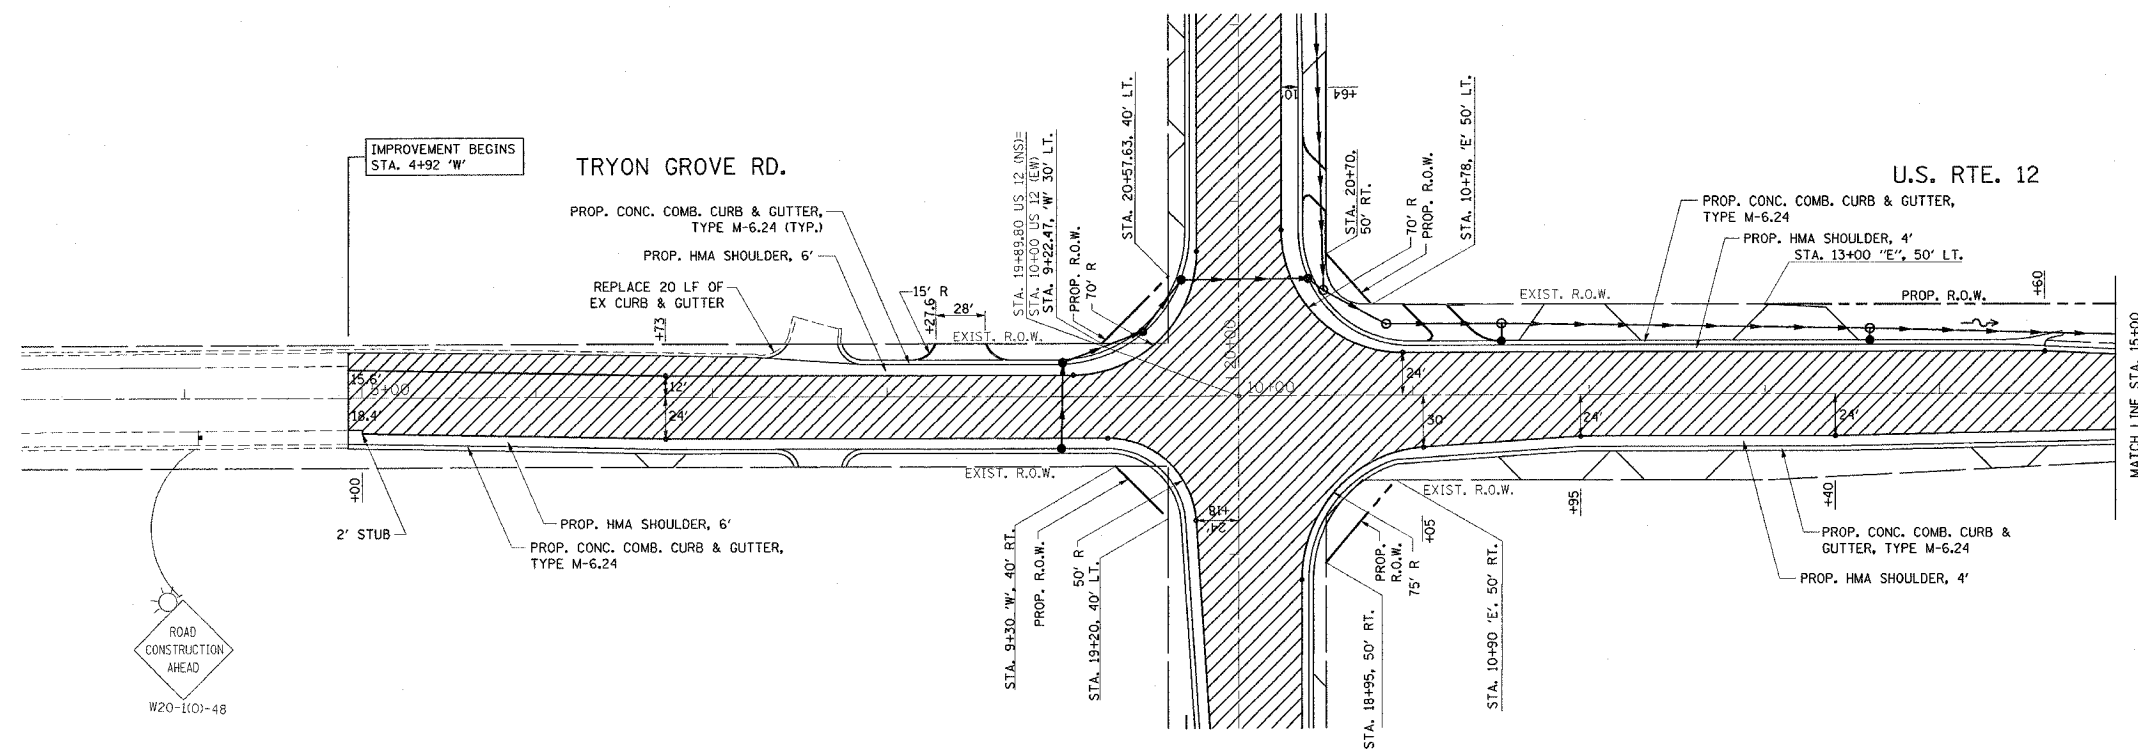 IMPROVEMENT BEGINS
STA. 4+92 'W'
TRYON GROVE RD.
U.S. RTE. 12
PROP. CONC. COMB. CURB & GUTTER,
TYPE M-6.24 (TYP.)
PROP. HMA SHOULDER, 6'
REPLACE 20 LF OF
EX CURB & GUTTER
15' R
+27.6
28'
+73
EXIST. R.O.W.
STA. 19+89.80 US 12 (NS)=
STA. 10+00 US 12 (EW)
STA. 9+22.47, 'W' 30' LT.
PROP. R.O.W.
70' R
STA. 20+57.63, 40' LT.
10'
+64
STA. 20+70.
50' RT.
70' R
PROP. R.O.W.
STA. 10+78, 'E' 50' LT.
PROP. CONC. COMB. CURB & GUTTER,
TYPE M-6.24
PROP. HMA SHOULDER, 4'
STA. 13+00 "E", 50' LT.
EXIST. R.O.W.
PROP. R.O.W.
+60
MATCH LINE STA. 15+00
15.6'
5+00
18.4'
12'
24'
20+00
10+00
24'
30'
24'
24'
+00
2' STUB
PROP. HMA SHOULDER, 6'
PROP. CONC. COMB. CURB & GUTTER,
TYPE M-6.24
EXIST. R.O.W.
STA. 9+30 'W', 40' RT.
PROP. R.O.W.
50' R
STA. 19+20, 40' LT.
+18
24'
EXIST. R.O.W.
+05
+95
+40
PROP.
R.O.W.
75' R
STA. 18+95, 50' RT.
STA. 10+90 'E', 50' RT.
PROP. CONC. COMB. CURB &
GUTTER, TYPE M-6.24
PROP. HMA SHOULDER, 4'
ROAD
CONSTRUCTION
AHEAD
W20-1(O)-48